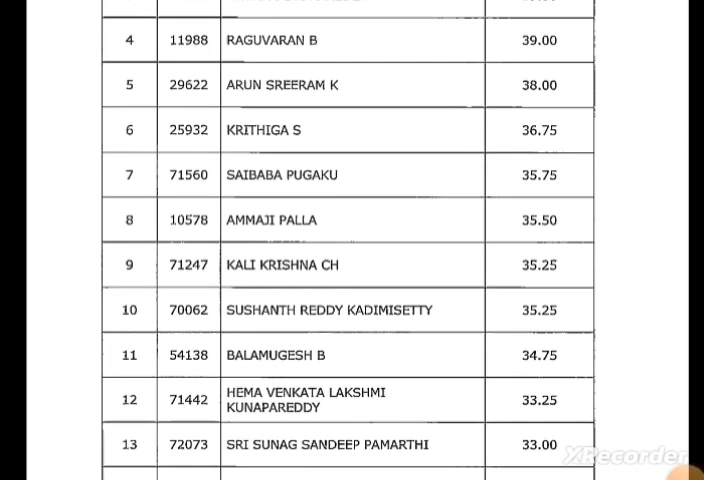 4 11988 RAGUVARAN B 39.00
5 29622 ARUN SREERAM K 38.00
6 25932 KRITHIGA S 36.75
7 71560 SAIBABA PUGAKU 35.75
8 10578 AMMAJI PALLA 35.50
9 71247 KALI KRISHNA CH 35.25
10 70062 SUSHANTH REDDY KADIMISETTY 35.25
11 54138 BALAMUGESH B 34.75
12 71442 HEMA VENKATA LAKSHMI 33.25
KUNAPAREDDY
13 72073 SRI SUNAG SANDEEP PAMARTHI 33.00
XRecorder